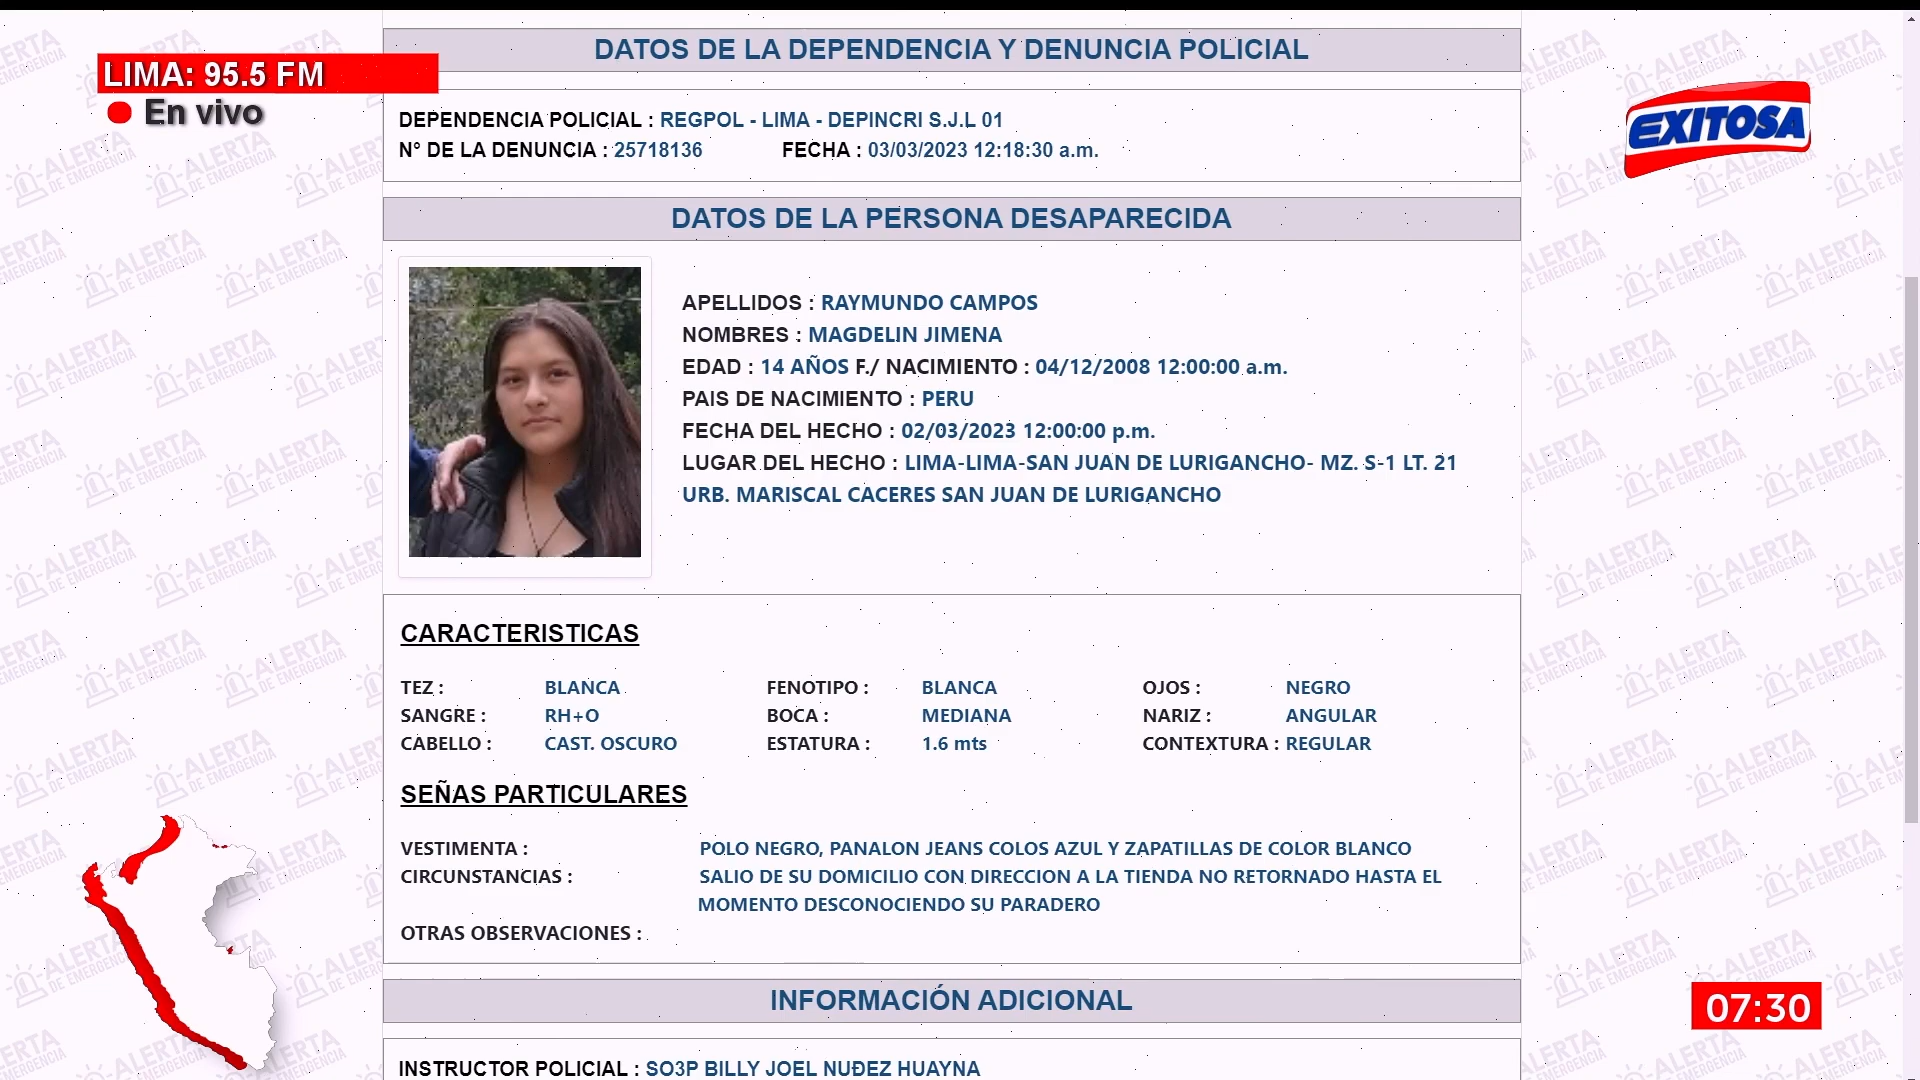 DATOS DE LA DEPENDENCIA Y DENUNCIA POLICIAL
LIMA: 95.5 FM
En vivo
EXITOSA
DEPENDENCIA POLICIAL : REGPOL - LIMA - DEPINCRI S.J.L 01
N° DE LA DENUNCIA : 25718136 FECHA : 03/03/2023 12:18:30 a.m.
DATOS DE LA PERSONA DESAPARECIDA
APELLIDOS : RAYMUNDO CAMPOS
NOMBRES : MAGDELIN JIMENA
EDAD : 14 AÑOS F./ NACIMIENTO : 04/12/2008 12:00:00 a.m.
PAIS DE NACIMIENTO : PERU
FECHA DEL HECHO : 02/03/2023 12:00:00 p.m.
LUGAR DEL HECHO : LIMA-LIMA-SAN JUAN DE LURIGANCHO- MZ. S-1 LT. 21
URB. MARISCAL CACERES SAN JUAN DE LURIGANCHO
CARACTERISTICAS
TEZ : BLANCA FENOTIPO : BLANCA OJOS : NEGRO
SANGRE : RH+O BOCA : MEDIANA NARIZ : ANGULAR
CABELLO : CAST. OSCURO ESTATURA : 1.6 mts CONTEXTURA : REGULAR
SEÑAS PARTICULARES
VESTIMENTA : POLO NEGRO, PANALON JEANS COLOS AZUL Y ZAPATILLAS DE COLOR BLANCO
CIRCUNSTANCIAS : SALIO DE SU DOMICILIO CON DIRECCION A LA TIENDA NO RETORNADO HASTA EL
MOMENTO DESCONOCIENDO SU PARADERO
OTRAS OBSERVACIONES :
INFORMACIÓN ADICIONAL
07:30
INSTRUCTOR POLICIAL : SO3P BILLY JOEL NUÐEZ HUAYNA
ALERTA
DE EMERGENCIA